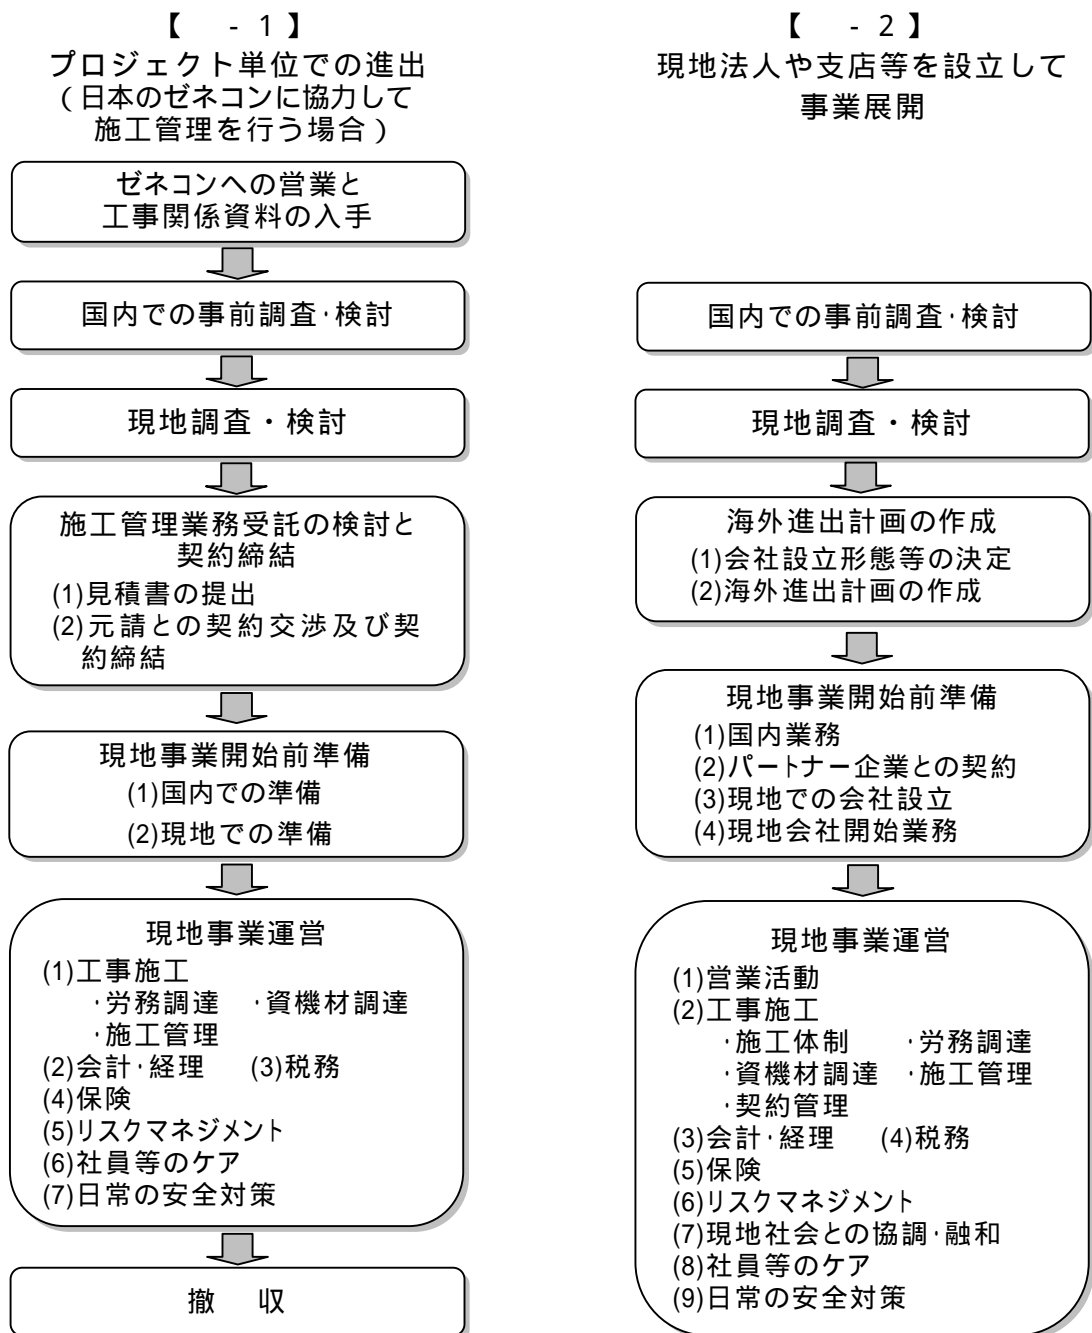 【　-1】
プロジェクト単位での進出
(日本のゼネコンに協力して
施工管理を行う場合)
ゼネコンへの営業と
工事関係資料の入手
国内での事前調査・検討
現地調査・検討
施工管理業務受託の検討と
契約締結
(1)見積書の提出
(2)元請との契約交渉及び契
約締結
現地事業開始前準備
(1)国内での準備
(2)現地での準備
現地事業運営
(1)工事施工
・労務調達　・資機材調達
・施工管理
(2)会計・経理　(3)税務
(4)保険
(5)リスクマネジメント
(6)社員等のケア
(7)日常の安全対策
撤　収
【　-2】
現地法人や支店等を設立して
事業展開
国内での事前調査・検討
現地調査・検討
海外進出計画の作成
(1)会社設立形態等の決定
(2)海外進出計画の作成
現地事業開始前準備
(1)国内業務
(2)パートナー企業との契約
(3)現地での会社設立
(4)現地会社開始業務
現地事業運営
(1)営業活動
(2)工事施工
・施工体制　・労務調達
・資機材調達　・施工管理
・契約管理
(3)会計・経理　(4)税務
(5)保険
(6)リスクマネジメント
(7)現地社会との協調・融和
(8)社員等のケア
(9)日常の安全対策